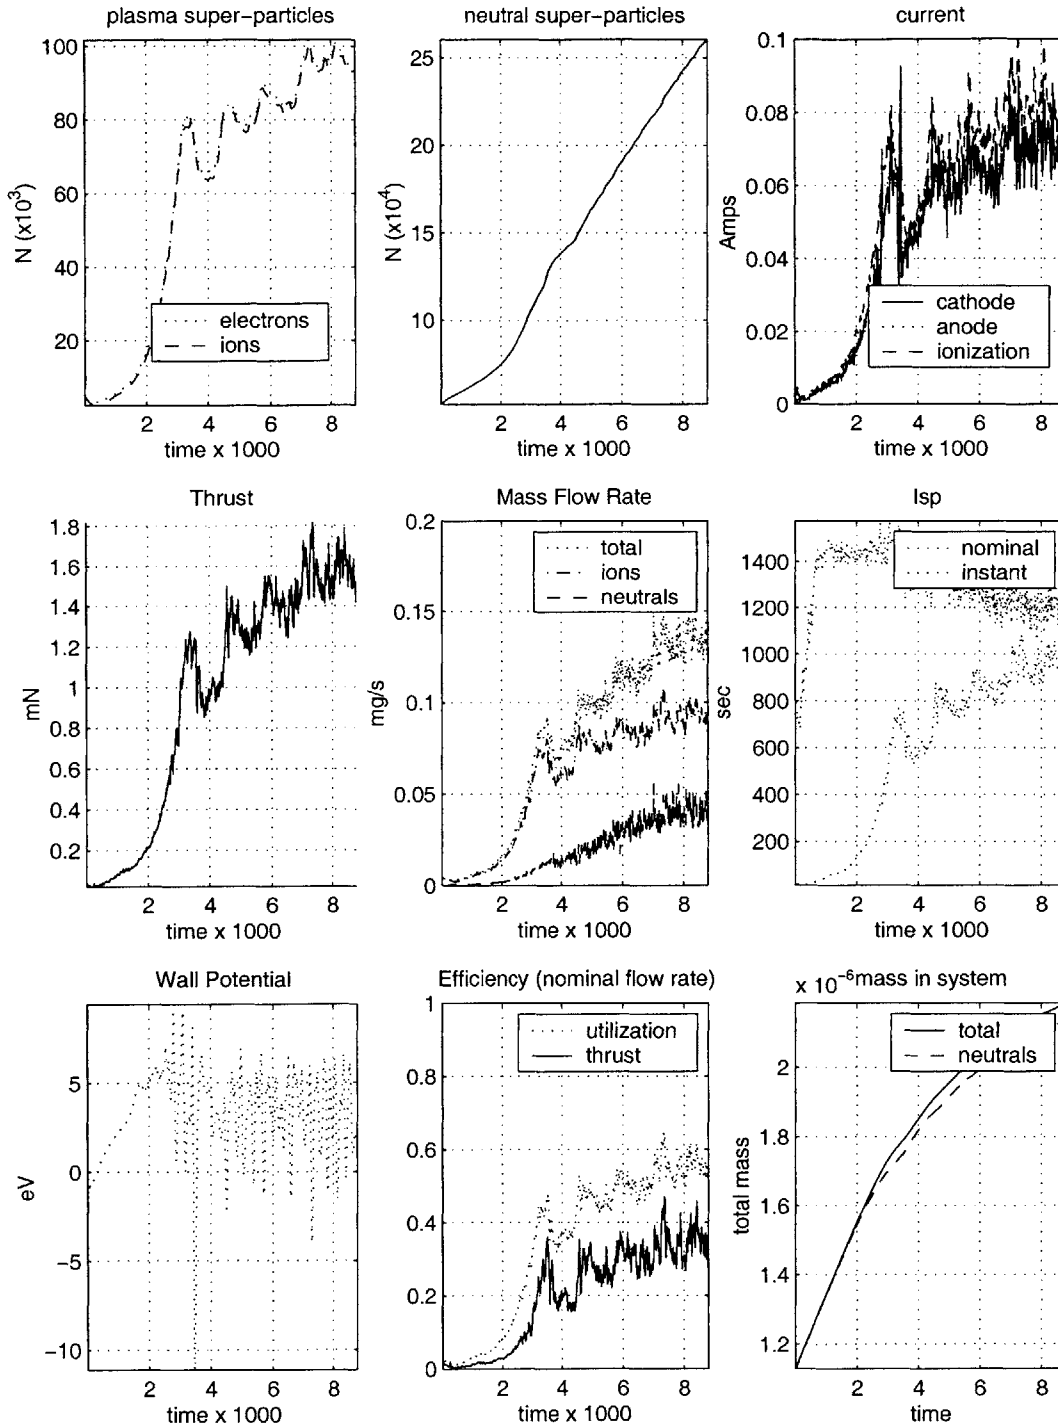 plasma super-particles
100
80
60
40
20
N (x10³)
electrons
ions
2 4 6 8
time x 1000
neutral super-particles
25
20
15
10
N (x10⁴)
2 4 6 8
time x 1000
current
0.1
0.08
0.06
0.04
0.02
0
Amps
cathode
anode
ionization
0 2 4 6 8
time x 1000
Thrust
1.8
1.6
1.4
1.2
1
0.8
0.6
0.4
0.2
mN
2 4 6 8
time x 1000
Mass Flow Rate
0.2
0.15
0.1
0.05
0
mg/s
total
ions
neutrals
2 4 6 8
time x 1000
Isp
1400
1200
1000
800
600
400
200
sec
nominal
instant
2 4 6 8
time x 1000
Wall Potential
5
0
−5
−10
eV
2 4 6 8
time x 1000
Efficiency (nominal flow rate)
1
0.8
0.6
0.4
0.2
0
utilization
thrust
2 4 6 8
time x 1000
x 10⁻⁶mass in system
2
1.8
1.6
1.4
1.2
total mass
total
neutrals
2 4 6 8
time